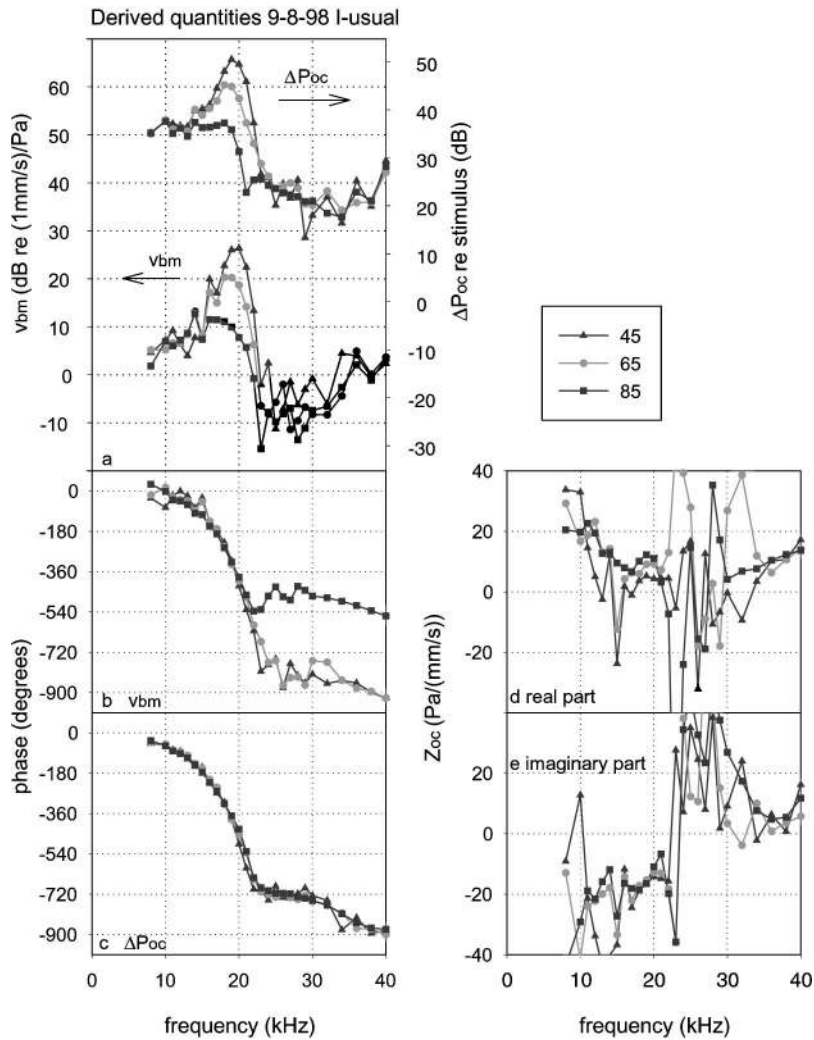 Derived quantities 9-8-98 I-usual
60
50
40
30
20
10
0
-10
vbm (dB re (1mm/s)/Pa)
ΔPoc
vbm
a
50
40
30
20
10
0
-10
-20
-30
ΔPoc re stimulus (dB)
45
65
85
0
-180
-360
-540
-720
-900
b vbm
phase (degrees)
0
-180
-360
-540
-720
-900
c ΔPoc
0 10 20 30 40
frequency (kHz)
40
20
0
-20
d real part
Zoc (Pa/(mm/s))
e imaginary part
20
0
-20
-40
0 10 20 30 40
frequency (kHz)